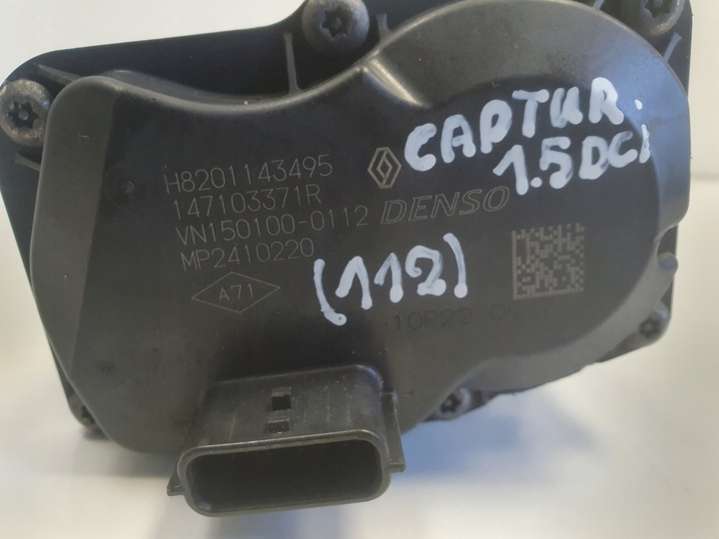 CAPTUR.
1.5DCi
H8201143495
147103371R
VN150100-0112 DENSO
MP2410220
(112)
A71